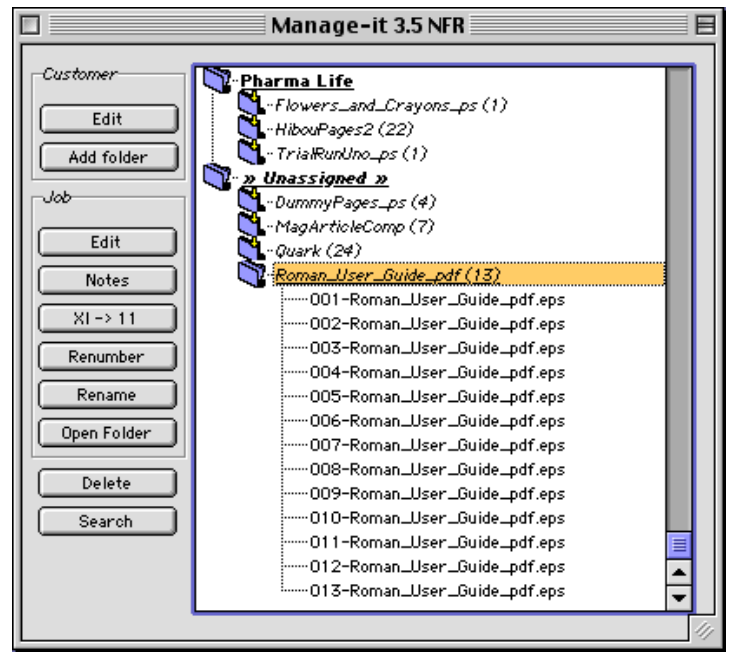 Manage-it 3.5 NFR
Customer
Edit
Add folder
Job
Edit
Notes
XI -> 11
Renumber
Rename
Open Folder
Delete
Search
Pharma Life
Flowers_and_Crayons_ps (1)
HibouPages2 (22)
TrialRunUno_ps (1)
» Unassigned »
DummyPages_ps (4)
MagArticleComp (7)
Quark (24)
Roman_User_Guide_pdf (13)
001-Roman_User_Guide_pdf.eps
002-Roman_User_Guide_pdf.eps
003-Roman_User_Guide_pdf.eps
004-Roman_User_Guide_pdf.eps
005-Roman_User_Guide_pdf.eps
006-Roman_User_Guide_pdf.eps
007-Roman_User_Guide_pdf.eps
008-Roman_User_Guide_pdf.eps
009-Roman_User_Guide_pdf.eps
010-Roman_User_Guide_pdf.eps
011-Roman_User_Guide_pdf.eps
012-Roman_User_Guide_pdf.eps
013-Roman_User_Guide_pdf.eps